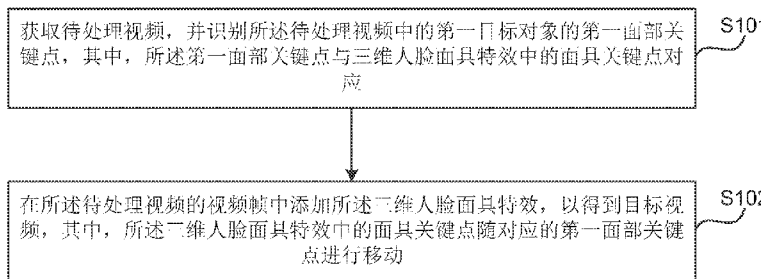 获取待处理视频，并识别所述待处理视频中的第一目标对象的第一面部关
键点，其中，所述第一面部关键点与三维人脸面具特效中的面具关键点对
应
S101
在所述待处理视频的视频帧中添加所述三维人脸面具特效，以得到目标视
频，其中，所述三维人脸面具特效中的面具关键点随对应的第一面部关键
点进行移动
S102